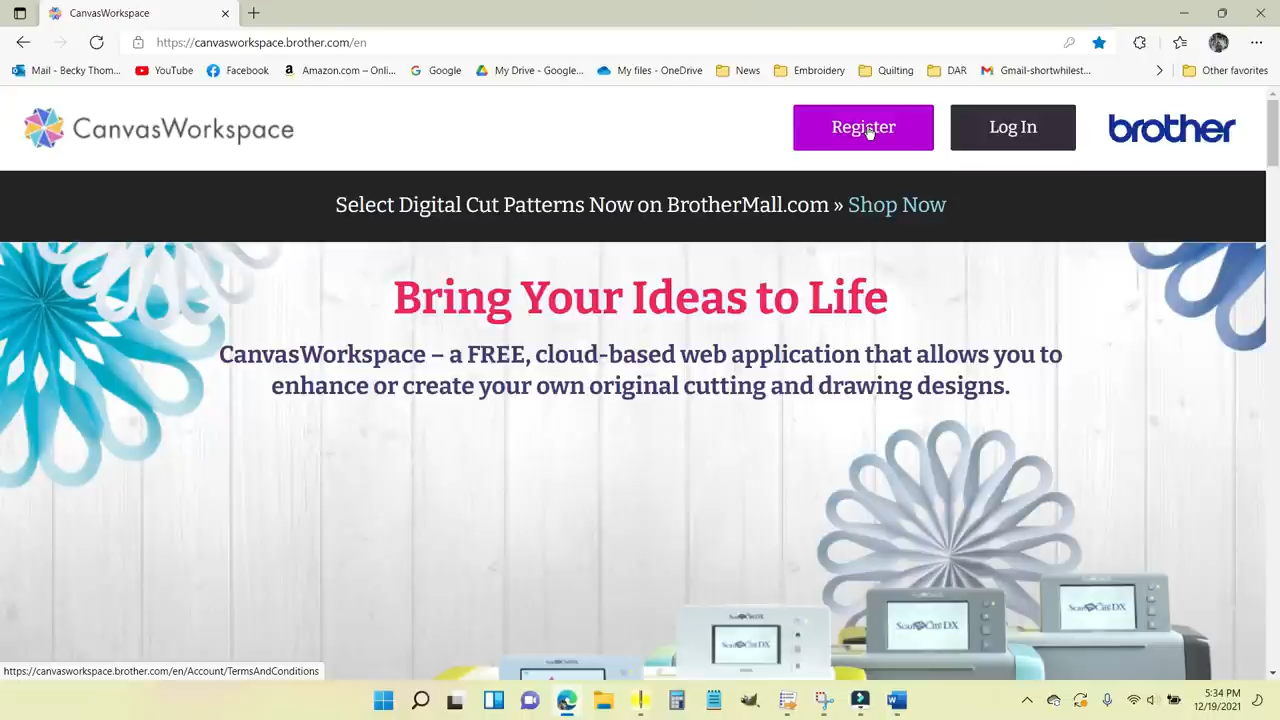 CanvasWorkspace
https://canvasworkspace.brother.com/en
Mail - Becky Thom...
YouTube
Facebook
Amazon.com – Onli...
Google
My Drive - Google...
My files - OneDrive
News
Embroidery
Quilting
DAR
Gmail-shortwhilest...
Other favorites
CanvasWorkspace
Register
Log In
brother
Select Digital Cut Patterns Now on BrotherMall.com » Shop Now
Bring Your Ideas to Life
CanvasWorkspace – a FREE, cloud-based web application that allows you to
enhance or create your own original cutting and drawing designs.
ScanNCutDX
ScanNCutDX
ScanNCutDX
https://canvasworkspace.brother.com/en/Account/TermsAndConditions
5:34 PM
12/19/2021